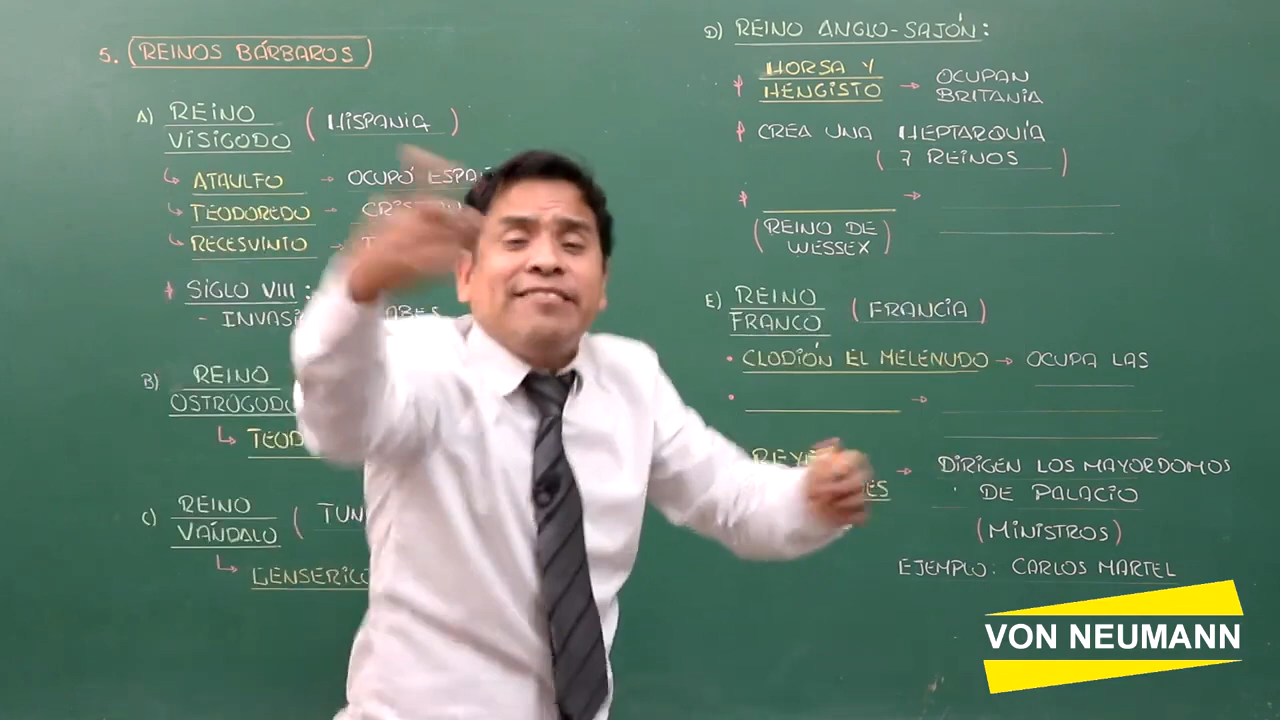 5. REINOS BÁRBAROS
A) REINO
VISIGODO
(HISPANIA)
ATAULFO → OCUPÓ
TEODOREDO →
RECESVINTO →
* SIGLO VIII:
-
B) REINO
C) REINO
VÁNDALO
(
D) REINO ANGLO-SAJÓN:
* HORSA Y
HENGISTO
→ OCUPAN
BRITANIA
* CREA UNA HEPTARQUÍA
(7 REINOS)
* →
(REINO DE
WESSEX)
E) REINO
FRANCO
(FRANCIA)
• CLODIÓN EL MELENUDO → OCUPA LAS
• →
→ DIRIGEN LOS MAYORDOMOS
DE PALACIO
(MINISTROS)
EJEMPLO: CARLOS MARTEL
VON NEUMANN